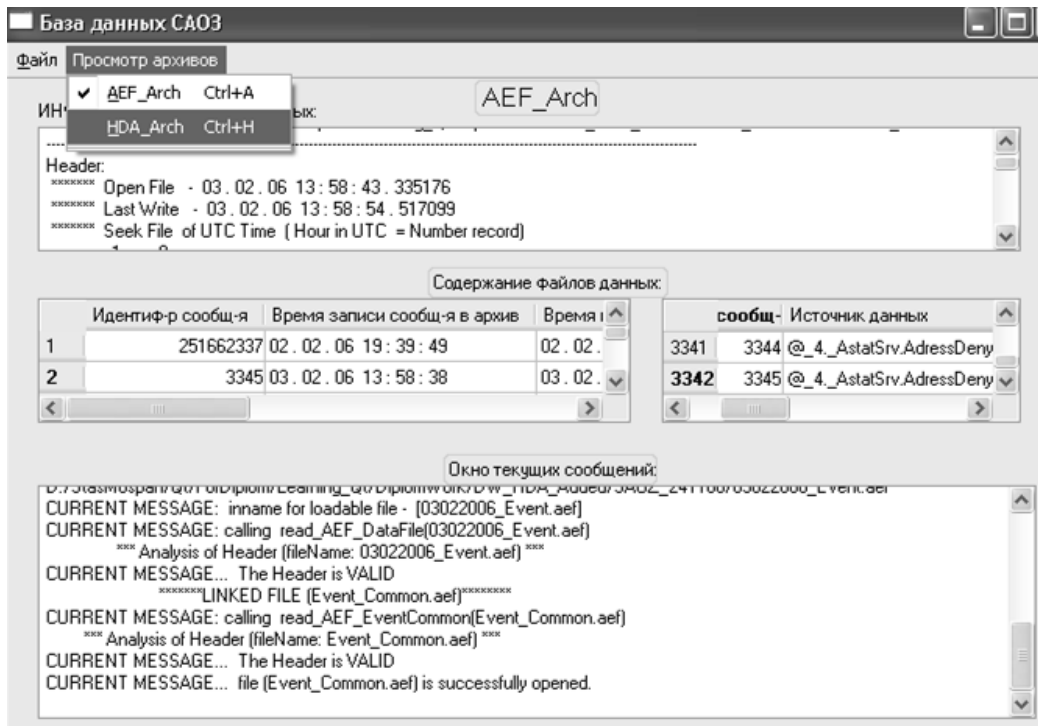 База данных САОЗ
Файл Просмотр архивов
✔ AEF_Arch Ctrl+A
HDA_Arch Ctrl+H
AEF_Arch
Header:
******* Open File - 03 . 02 . 06 13 : 58 : 43 . 335176
******* Last Write - 03 . 02 . 06 13 : 58 : 54 . 517099
******* Seek File of UTC Time ( Hour in UTC = Number record)
Содержание файлов данных:
Идентиф-р сообщ-я Время записи сообщ-я в архив Время
1 251662337 02 . 02 . 06 19 : 39 : 49 02 . 02 .
2 3345 03 . 02 . 06 13 : 58 : 38 03 . 02 .
сообщ- Источник данных
3341 3344 @_4._AstatSrv.AdressDeny
3342 3345 @_4._AstatSrv.AdressDeny
Окно текущих сообщений:
CURRENT MESSAGE: inname for loadable file - [03022006_Event.aef]
CURRENT MESSAGE: calling read_AEF_DataFile(03022006_Event.aef)
*** Analysis of Header (fileName: 03022006_Event.aef) ***
CURRENT MESSAGE... The Header is VALID
*******LINKED FILE (Event_Common.aef)********
CURRENT MESSAGE: calling read_AEF_EventCommon(Event_Common.aef)
*** Analysis of Header (fileName: Event_Common.aef) ***
CURRENT MESSAGE... The Header is VALID
CURRENT MESSAGE... file (Event_Common.aef) is successfully opened.